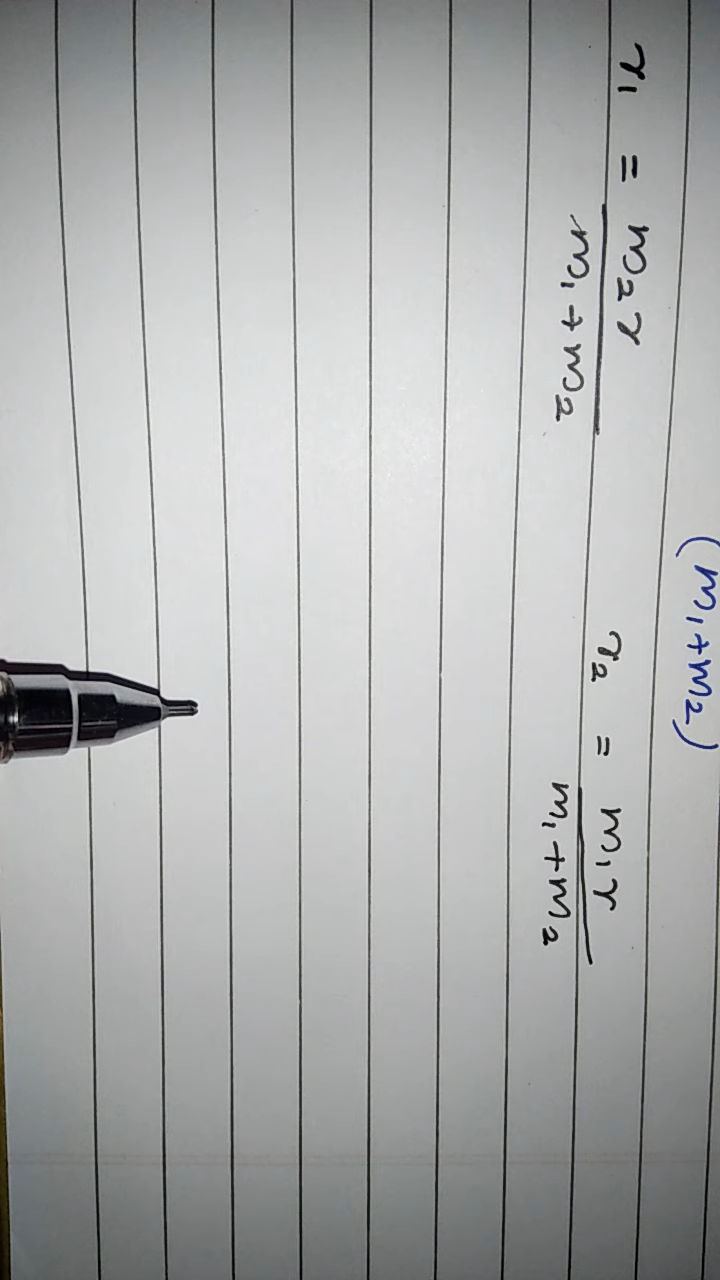 (m₁+m₂)
r₁ = m₂r / m₁+m₂
r₂ = m₁r / m₁+m₂